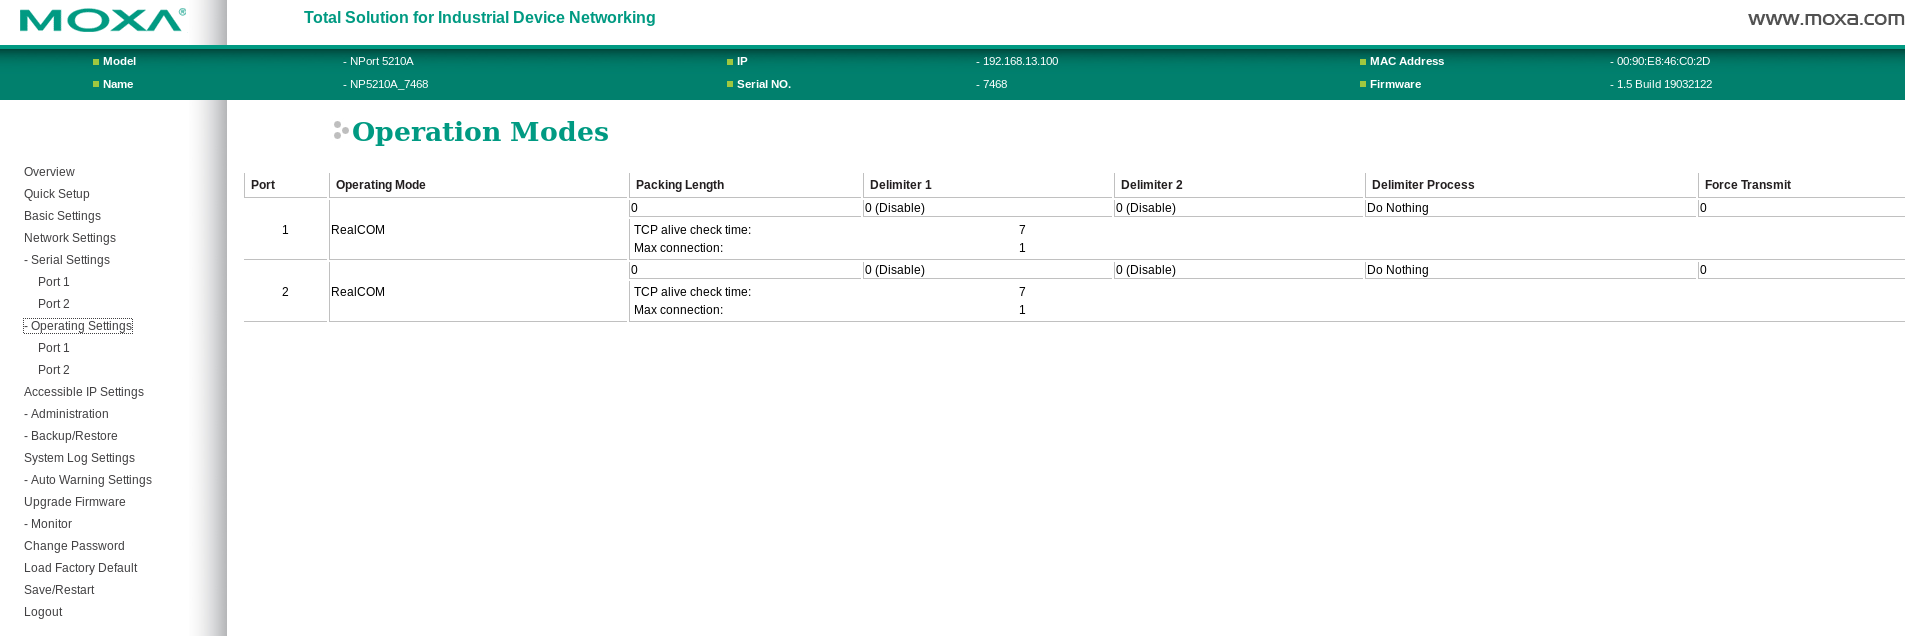 MOXA®
Total Solution for Industrial Device Networking
www.moxa.com
Model - NPort 5210A IP - 192.168.13.100 MAC Address - 00:90:E8:46:C0:2D
Name - NP5210A_7468 Serial NO. - 7468 Firmware - 1.5 Build 19032122
Overview
Quick Setup
Basic Settings
Network Settings
- Serial Settings
Port 1
Port 2
- Operating Settings
Port 1
Port 2
Accessible IP Settings
- Administration
- Backup/Restore
System Log Settings
- Auto Warning Settings
Upgrade Firmware
- Monitor
Change Password
Load Factory Default
Save/Restart
Logout
Operation Modes
Port Operating Mode Packing Length Delimiter 1 Delimiter 2 Delimiter Process Force Transmit
0 0 (Disable) 0 (Disable) Do Nothing 0
1 RealCOM TCP alive check time: 7
Max connection: 1
0 0 (Disable) 0 (Disable) Do Nothing 0
2 RealCOM TCP alive check time: 7
Max connection: 1